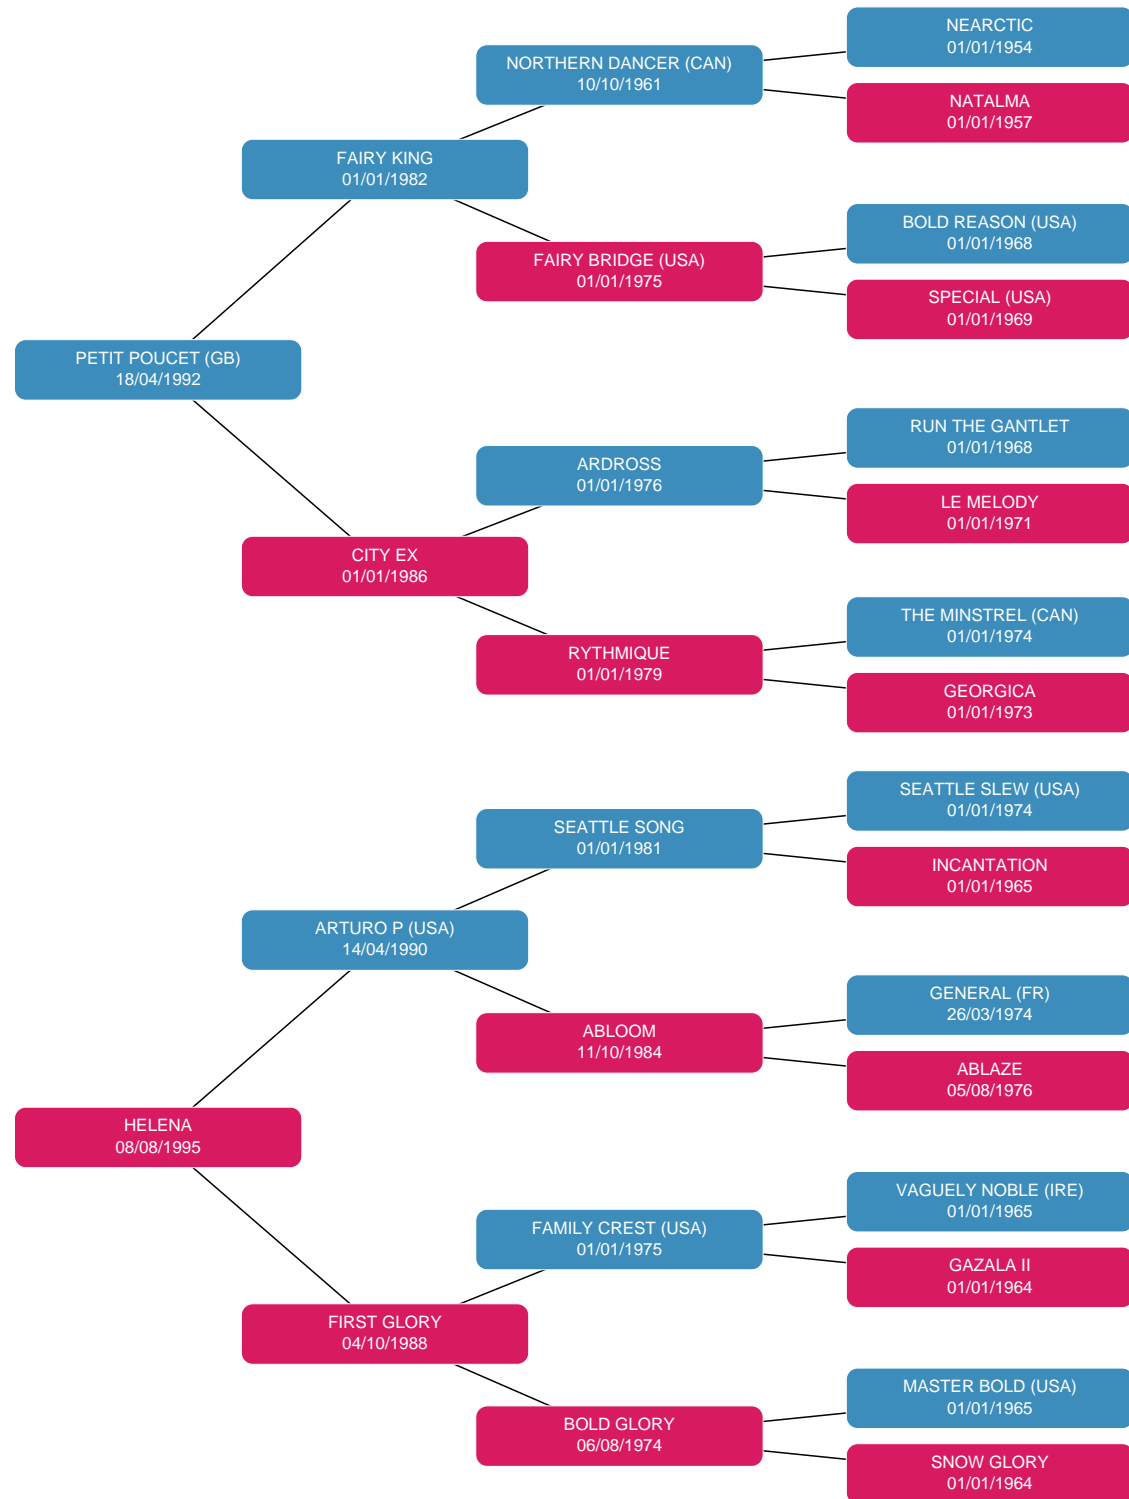 NEARCTIC
01/01/1954
NORTHERN DANCER (CAN)
10/10/1961
NATALMA
01/01/1957
FAIRY KING
01/01/1982
BOLD REASON (USA)
01/01/1968
FAIRY BRIDGE (USA)
01/01/1975
SPECIAL (USA)
01/01/1969
PETIT POUCET (GB)
18/04/1992
RUN THE GANTLET
01/01/1968
ARDROSS
01/01/1976
LE MELODY
01/01/1971
CITY EX
01/01/1986
THE MINSTREL (CAN)
01/01/1974
RYTHMIQUE
01/01/1979
GEORGICA
01/01/1973
SEATTLE SLEW (USA)
01/01/1974
SEATTLE SONG
01/01/1981
INCANTATION
01/01/1965
ARTURO P (USA)
14/04/1990
GENERAL (FR)
26/03/1974
ABLOOM
11/10/1984
ABLAZE
05/08/1976
HELENA
08/08/1995
VAGUELY NOBLE (IRE)
01/01/1965
FAMILY CREST (USA)
01/01/1975
GAZALA II
01/01/1964
FIRST GLORY
04/10/1988
MASTER BOLD (USA)
01/01/1965
BOLD GLORY
06/08/1974
SNOW GLORY
01/01/1964